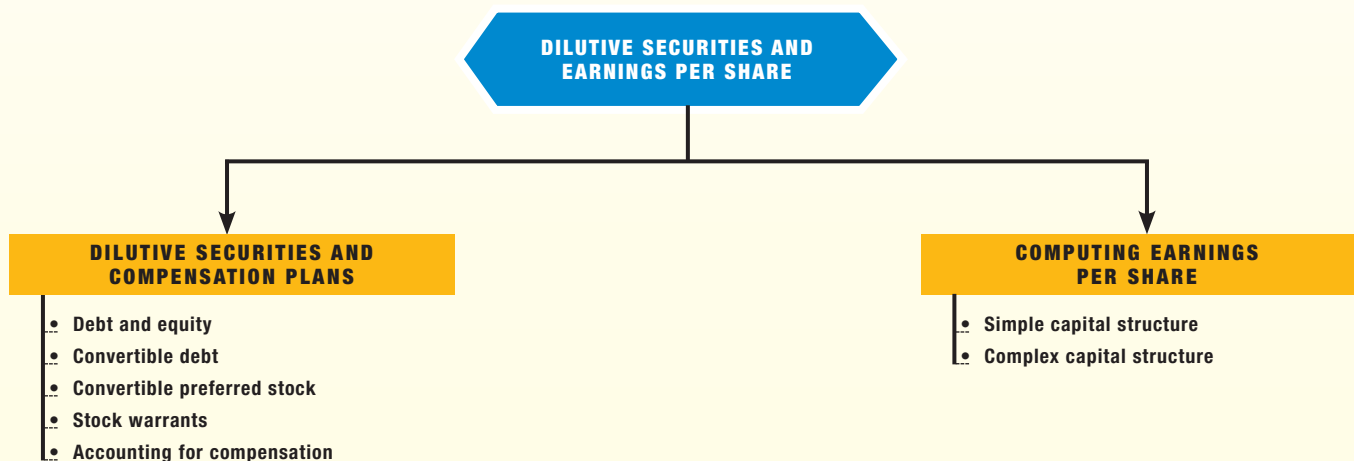 DILUTIVE SECURITIES AND
EARNINGS PER SHARE
DILUTIVE SECURITIES AND
COMPENSATION PLANS
• Debt and equity
• Convertible debt
• Convertible preferred stock
• Stock warrants
• Accounting for compensation
COMPUTING EARNINGS
PER SHARE
• Simple capital structure
• Complex capital structure